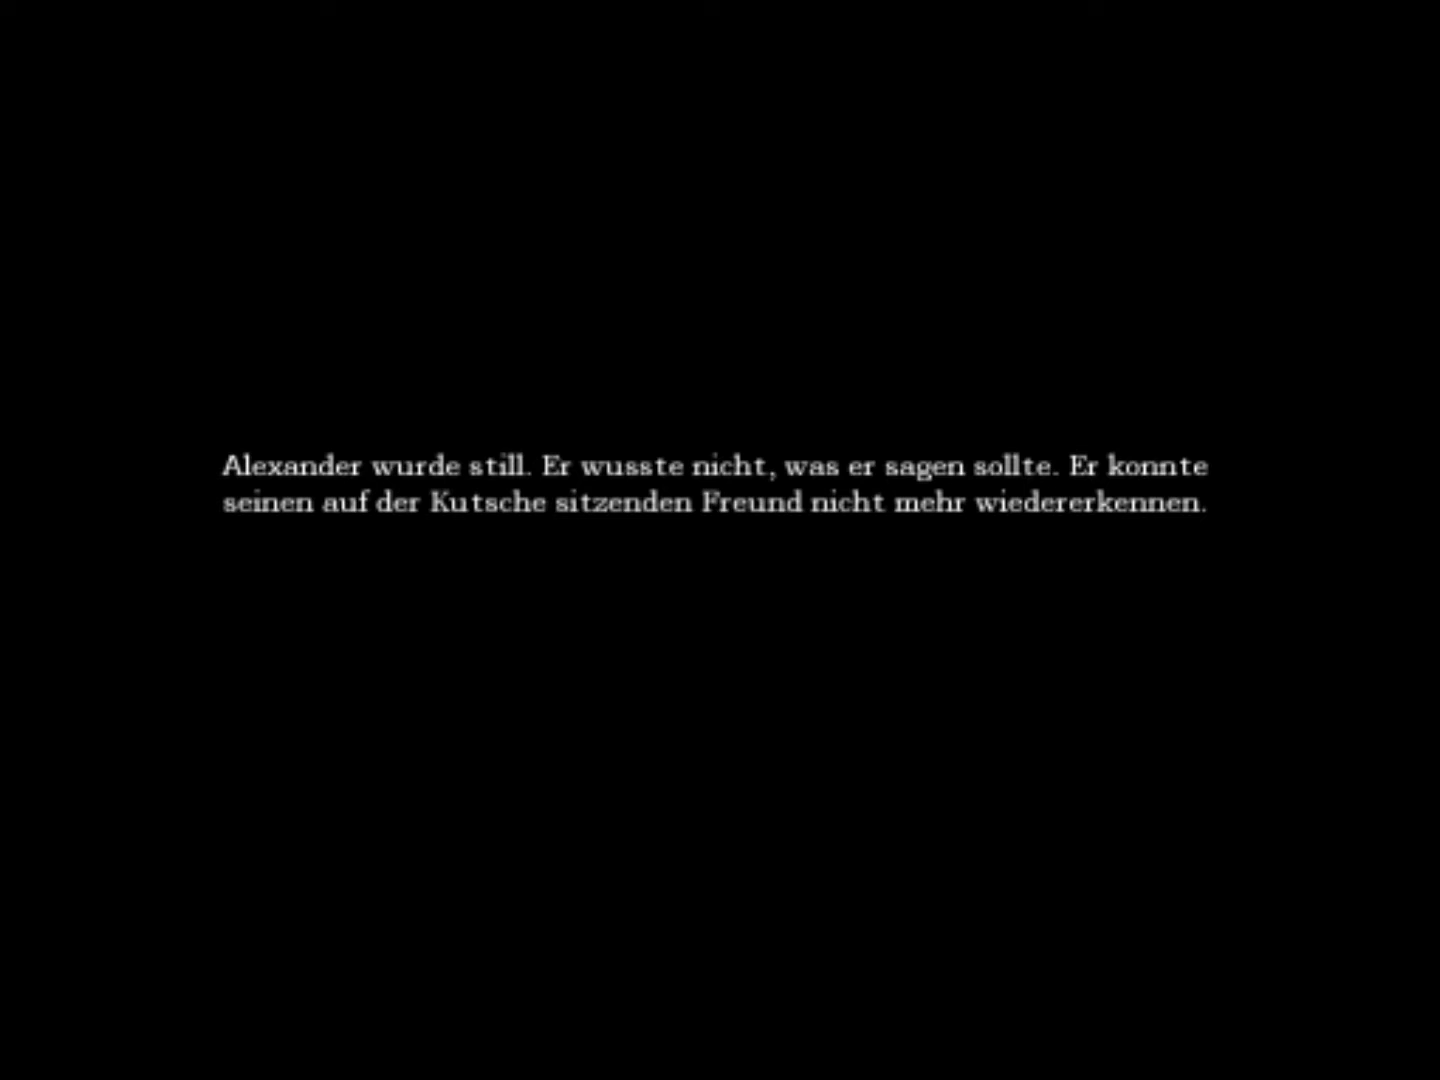 Alexander wurde still. Er wusste nicht, was er sagen sollte. Er konnte
seinen auf der Kutsche sitzenden Freund nicht mehr wiedererkennen.